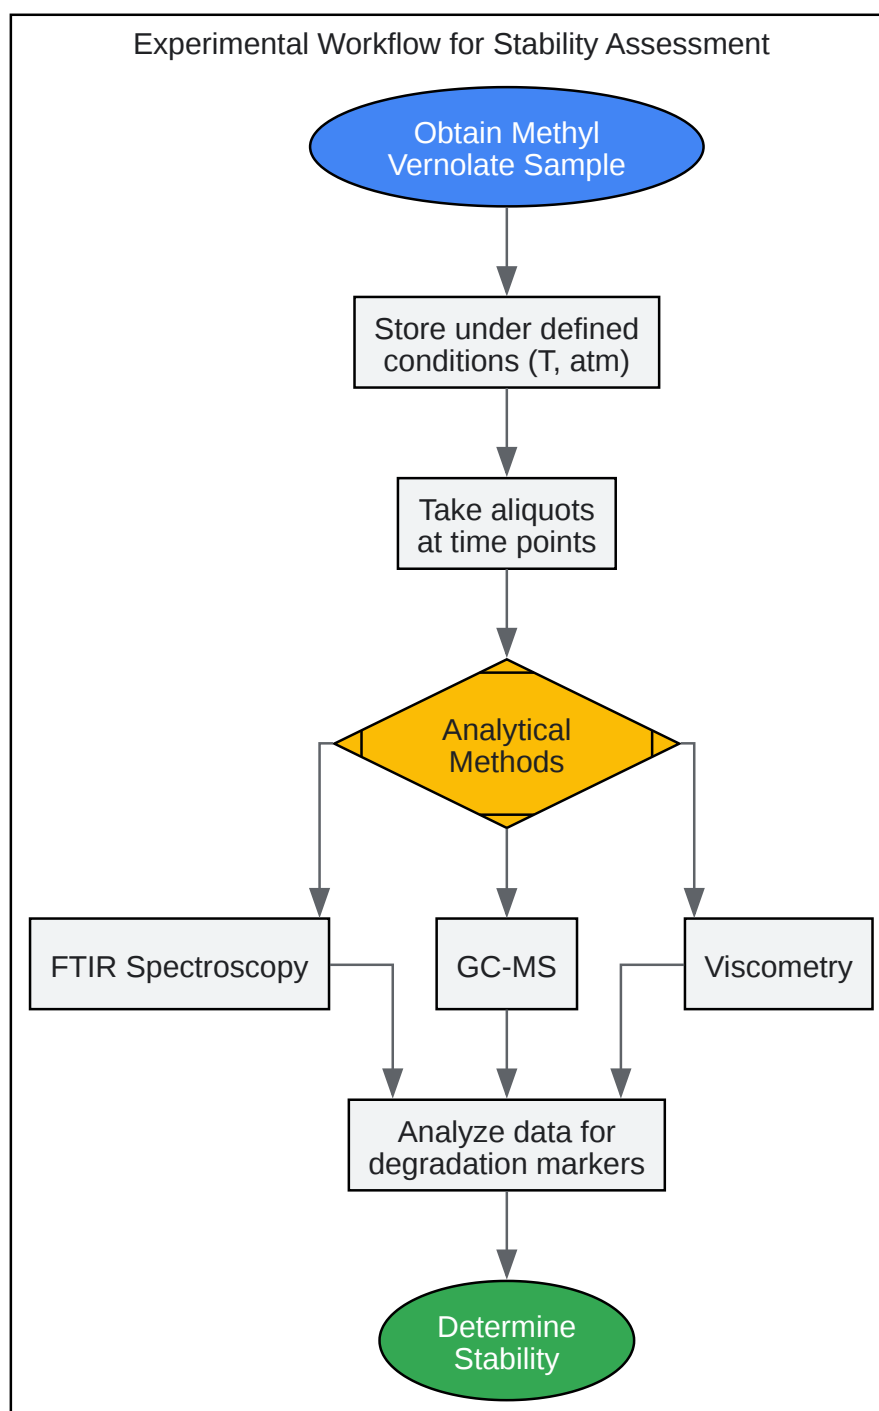 Experimental Workflow for Stability Assessment
Obtain Methyl
Vernolate Sample
Store under defined
conditions (T, atm)
Take aliquots
at time points
Analytical
Methods
FTIR Spectroscopy
GC-MS
Viscometry
Analyze data for
degradation markers
Determine
Stability